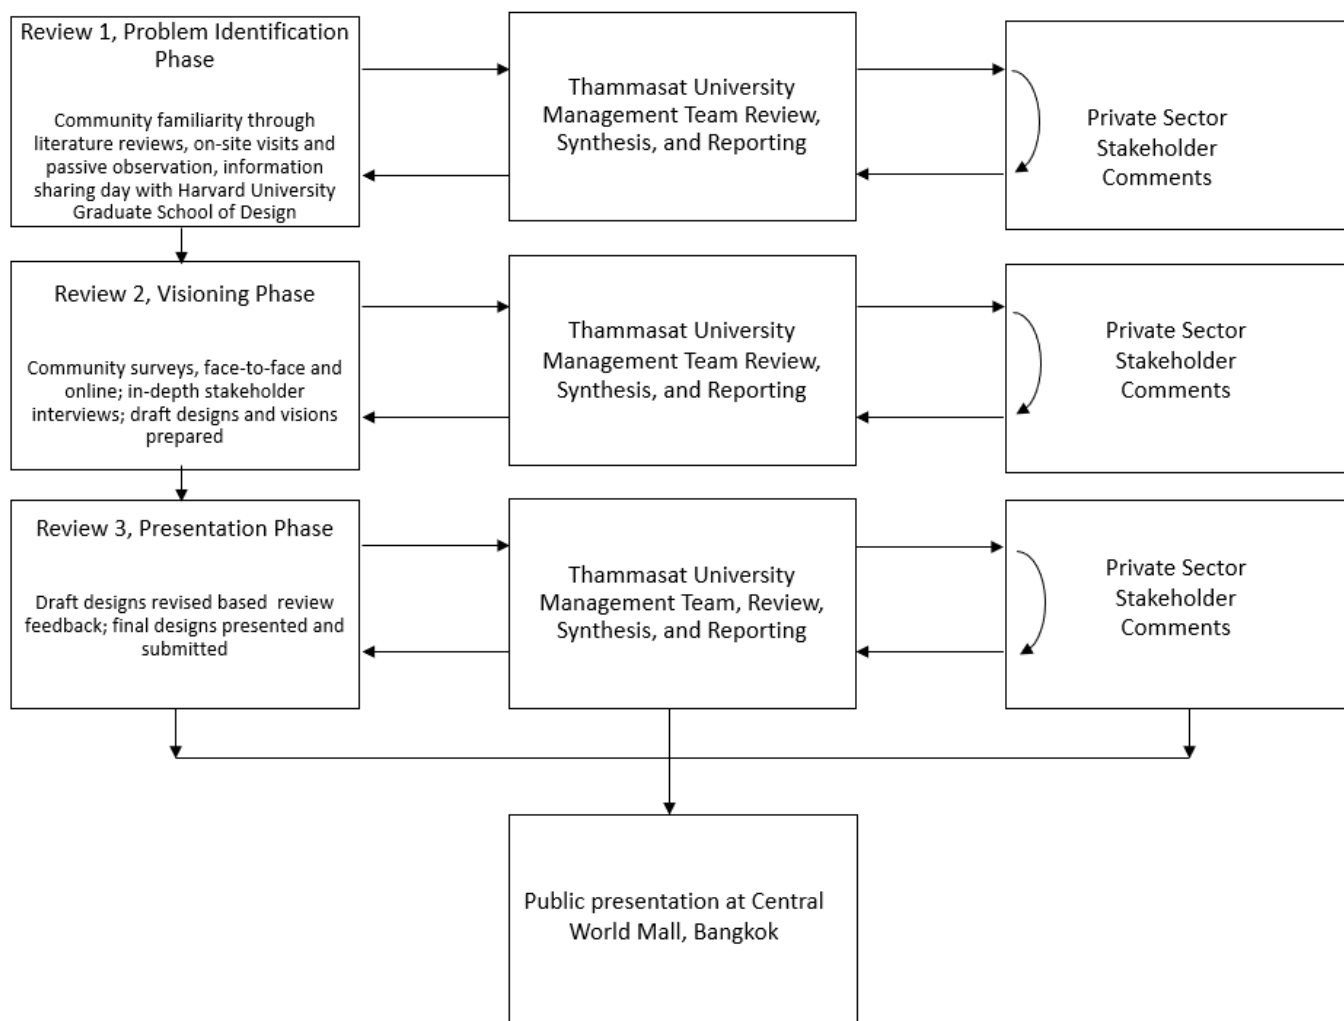 Review 1, Problem Identification
Phase
Community familiarity through
literature reviews, on-site visits and
passive observation, information
sharing day with Harvard University
Graduate School of Design
Thammasat University
Management Team Review,
Synthesis, and Reporting
Private Sector
Stakeholder
Comments
Review 2, Visioning Phase
Community surveys, face-to-face and
online; in-depth stakeholder
interviews; draft designs and visions
prepared
Thammasat University
Management Team Review,
Synthesis, and Reporting
Private Sector
Stakeholder
Comments
Review 3, Presentation Phase
Draft designs revised based  review
feedback; final designs presented and
submitted
Thammasat University
Management Team, Review,
Synthesis, and Reporting
Private Sector
Stakeholder
Comments
Public presentation at Central
World Mall, Bangkok